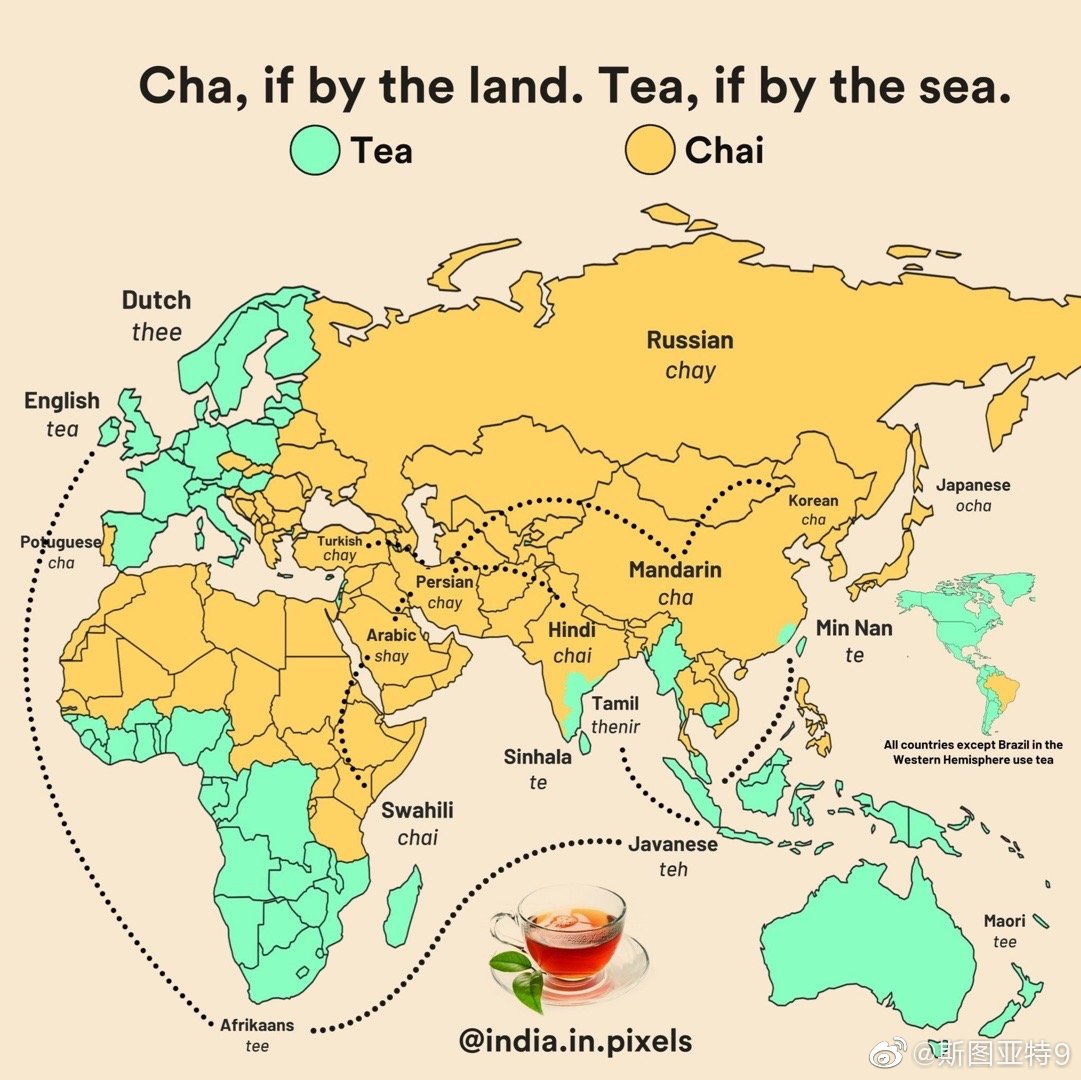 Cha, if by the land. Tea, if by the sea.
Tea
Chai
Dutch
thee
Russian
chay
English
tea
Japanese
ocha
Korean
cha
Potuguese
cha
Turkish
chay
Persian
chay
Mandarin
cha
Arabic
shay
Hindi
chai
Min Nan
te
Tamil
thenir
Sinhala
te
All countries except Brazil in the
Western Hemisphere use tea
Swahili
chai
Javanese
teh
Maori
tee
Afrikaans
tee
@india.in.pixels
@斯图亚特9